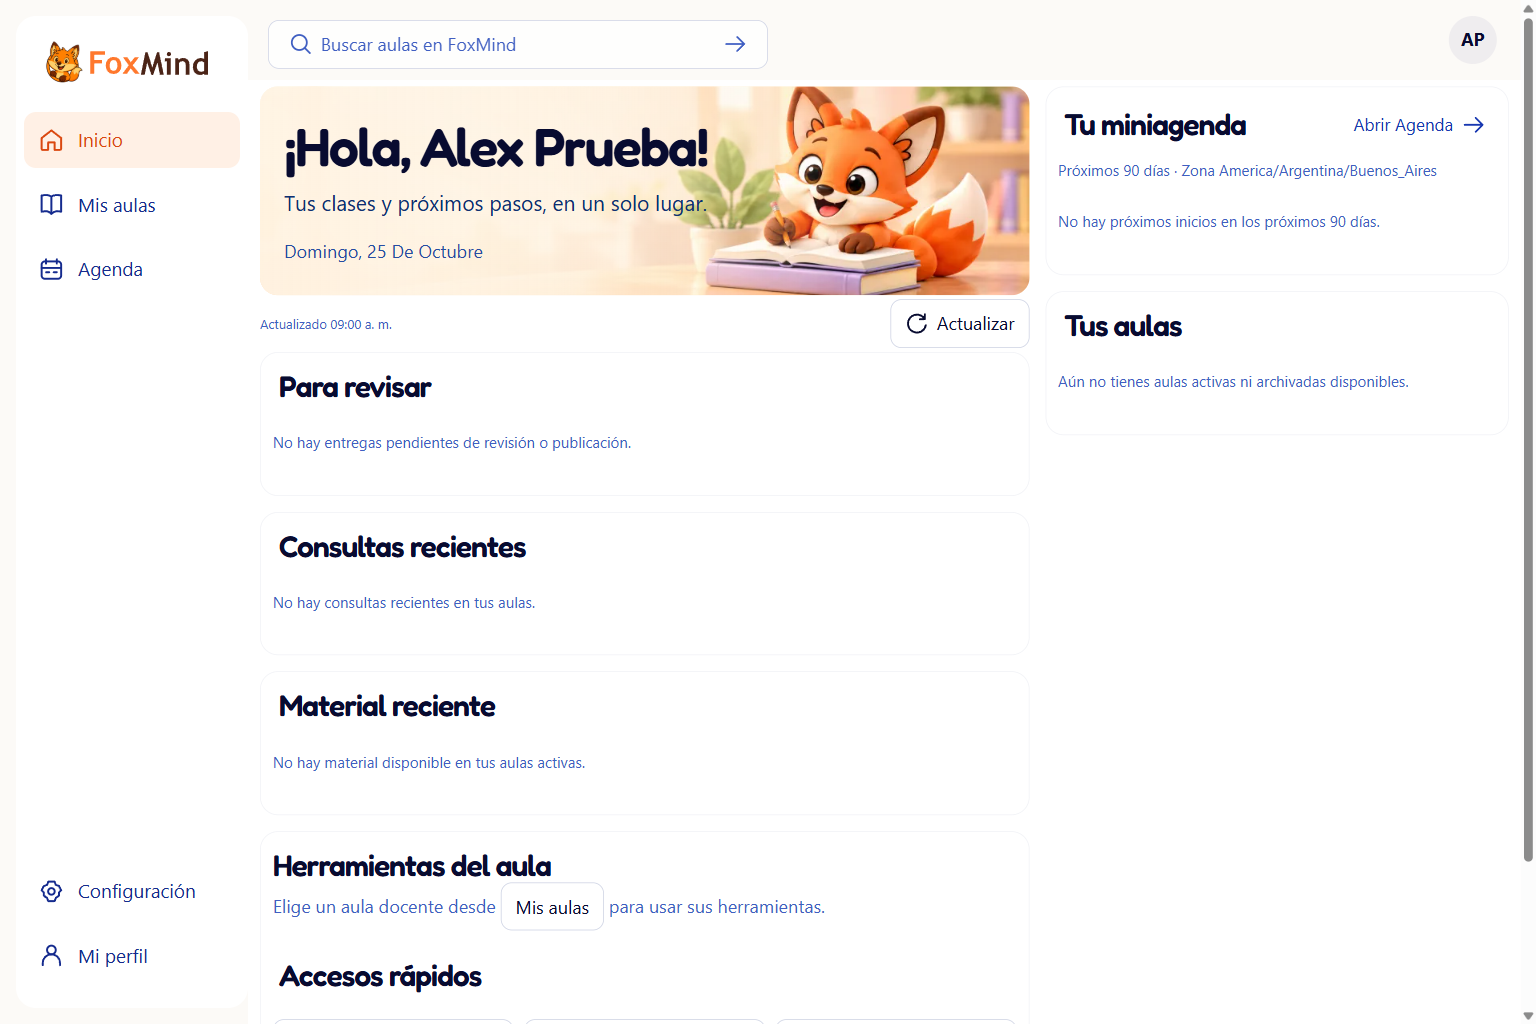 FoxMind
Inicio
Mis aulas
Agenda
Configuración
Mi perfil
Buscar aulas en FoxMind
AP
¡Hola, Alex Prueba!
Tus clases y próximos pasos, en un solo lugar.
Domingo, 25 De Octubre
Actualizado 09:00 a. m.
Actualizar
Para revisar
No hay entregas pendientes de revisión o publicación.
Consultas recientes
No hay consultas recientes en tus aulas.
Material reciente
No hay material disponible en tus aulas activas.
Herramientas del aula
Elige un aula docente desde Mis aulas para usar sus herramientas.
Accesos rápidos
Tu miniagenda
Abrir Agenda
Próximos 90 días · Zona America/Argentina/Buenos_Aires
No hay próximos inicios en los próximos 90 días.
Tus aulas
Aún no tienes aulas activas ni archivadas disponibles.